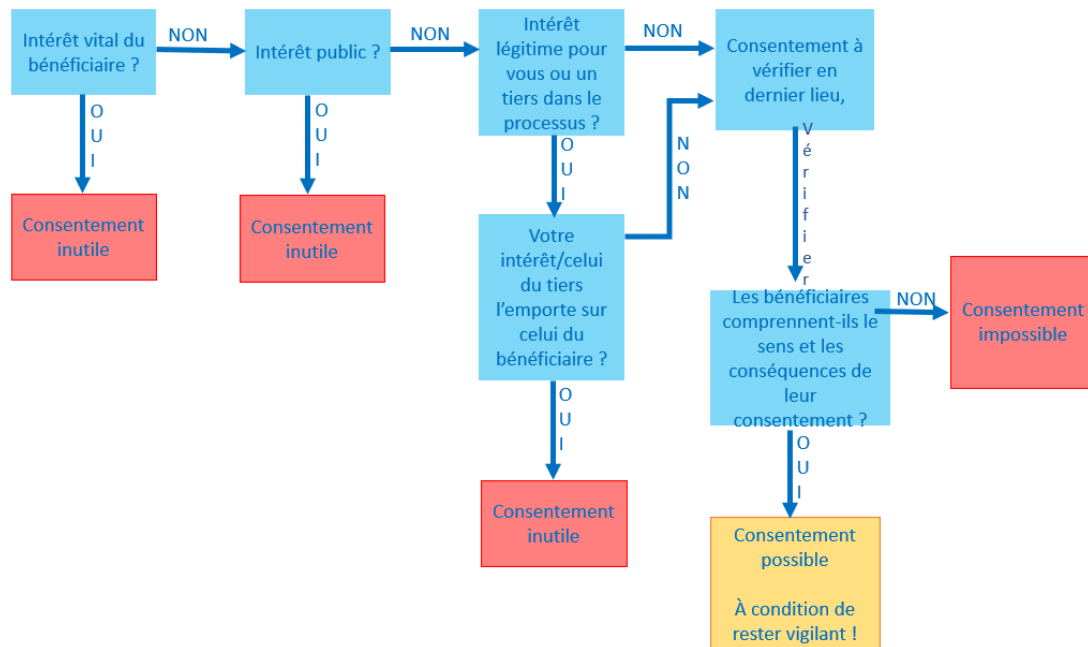 Intérêt vital du
bénéficiaire ?
NON
Intérêt public ?
NON
Intérêt
légitime pour
vous ou un
tiers dans le
processus ?
NON
Consentement à
vérifier en
dernier lieu,
OUI
OUI
OUI
NON
Vérifier
Consentement
inutile
Consentement
inutile
Votre
intérêt/celui
du tiers
l’emporte sur
celui du
bénéficiaire ?
Les bénéficiaires
comprennent-ils le
sens et les
conséquences de
leur
consentement ?
NON
Consentement
impossible
OUI
OUI
Consentement
inutile
Consentement
possible
À condition de
rester vigilant !